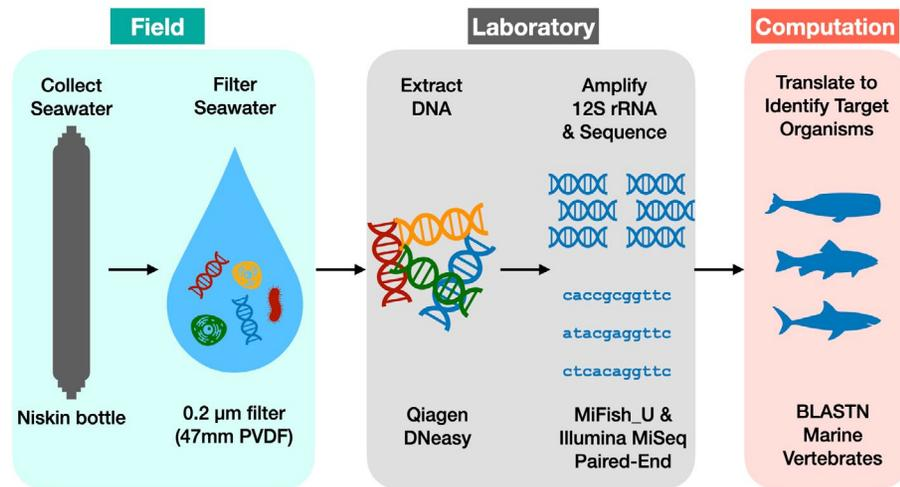 Field
Laboratory
Computation
Collect
Seawater
Filter
Seawater
Niskin bottle
0.2 µm filter
(47mm PVDF)
Extract
DNA
Amplify
12S rRNA
& Sequence
caccgcggttc
atacgaggttc
ctcacaggttc
Qiagen
DNeasy
MiFish_U &
Illumina MiSeq
Paired-End
Translate to
Identify Target
Organisms
BLASTN
Marine
Vertebrates